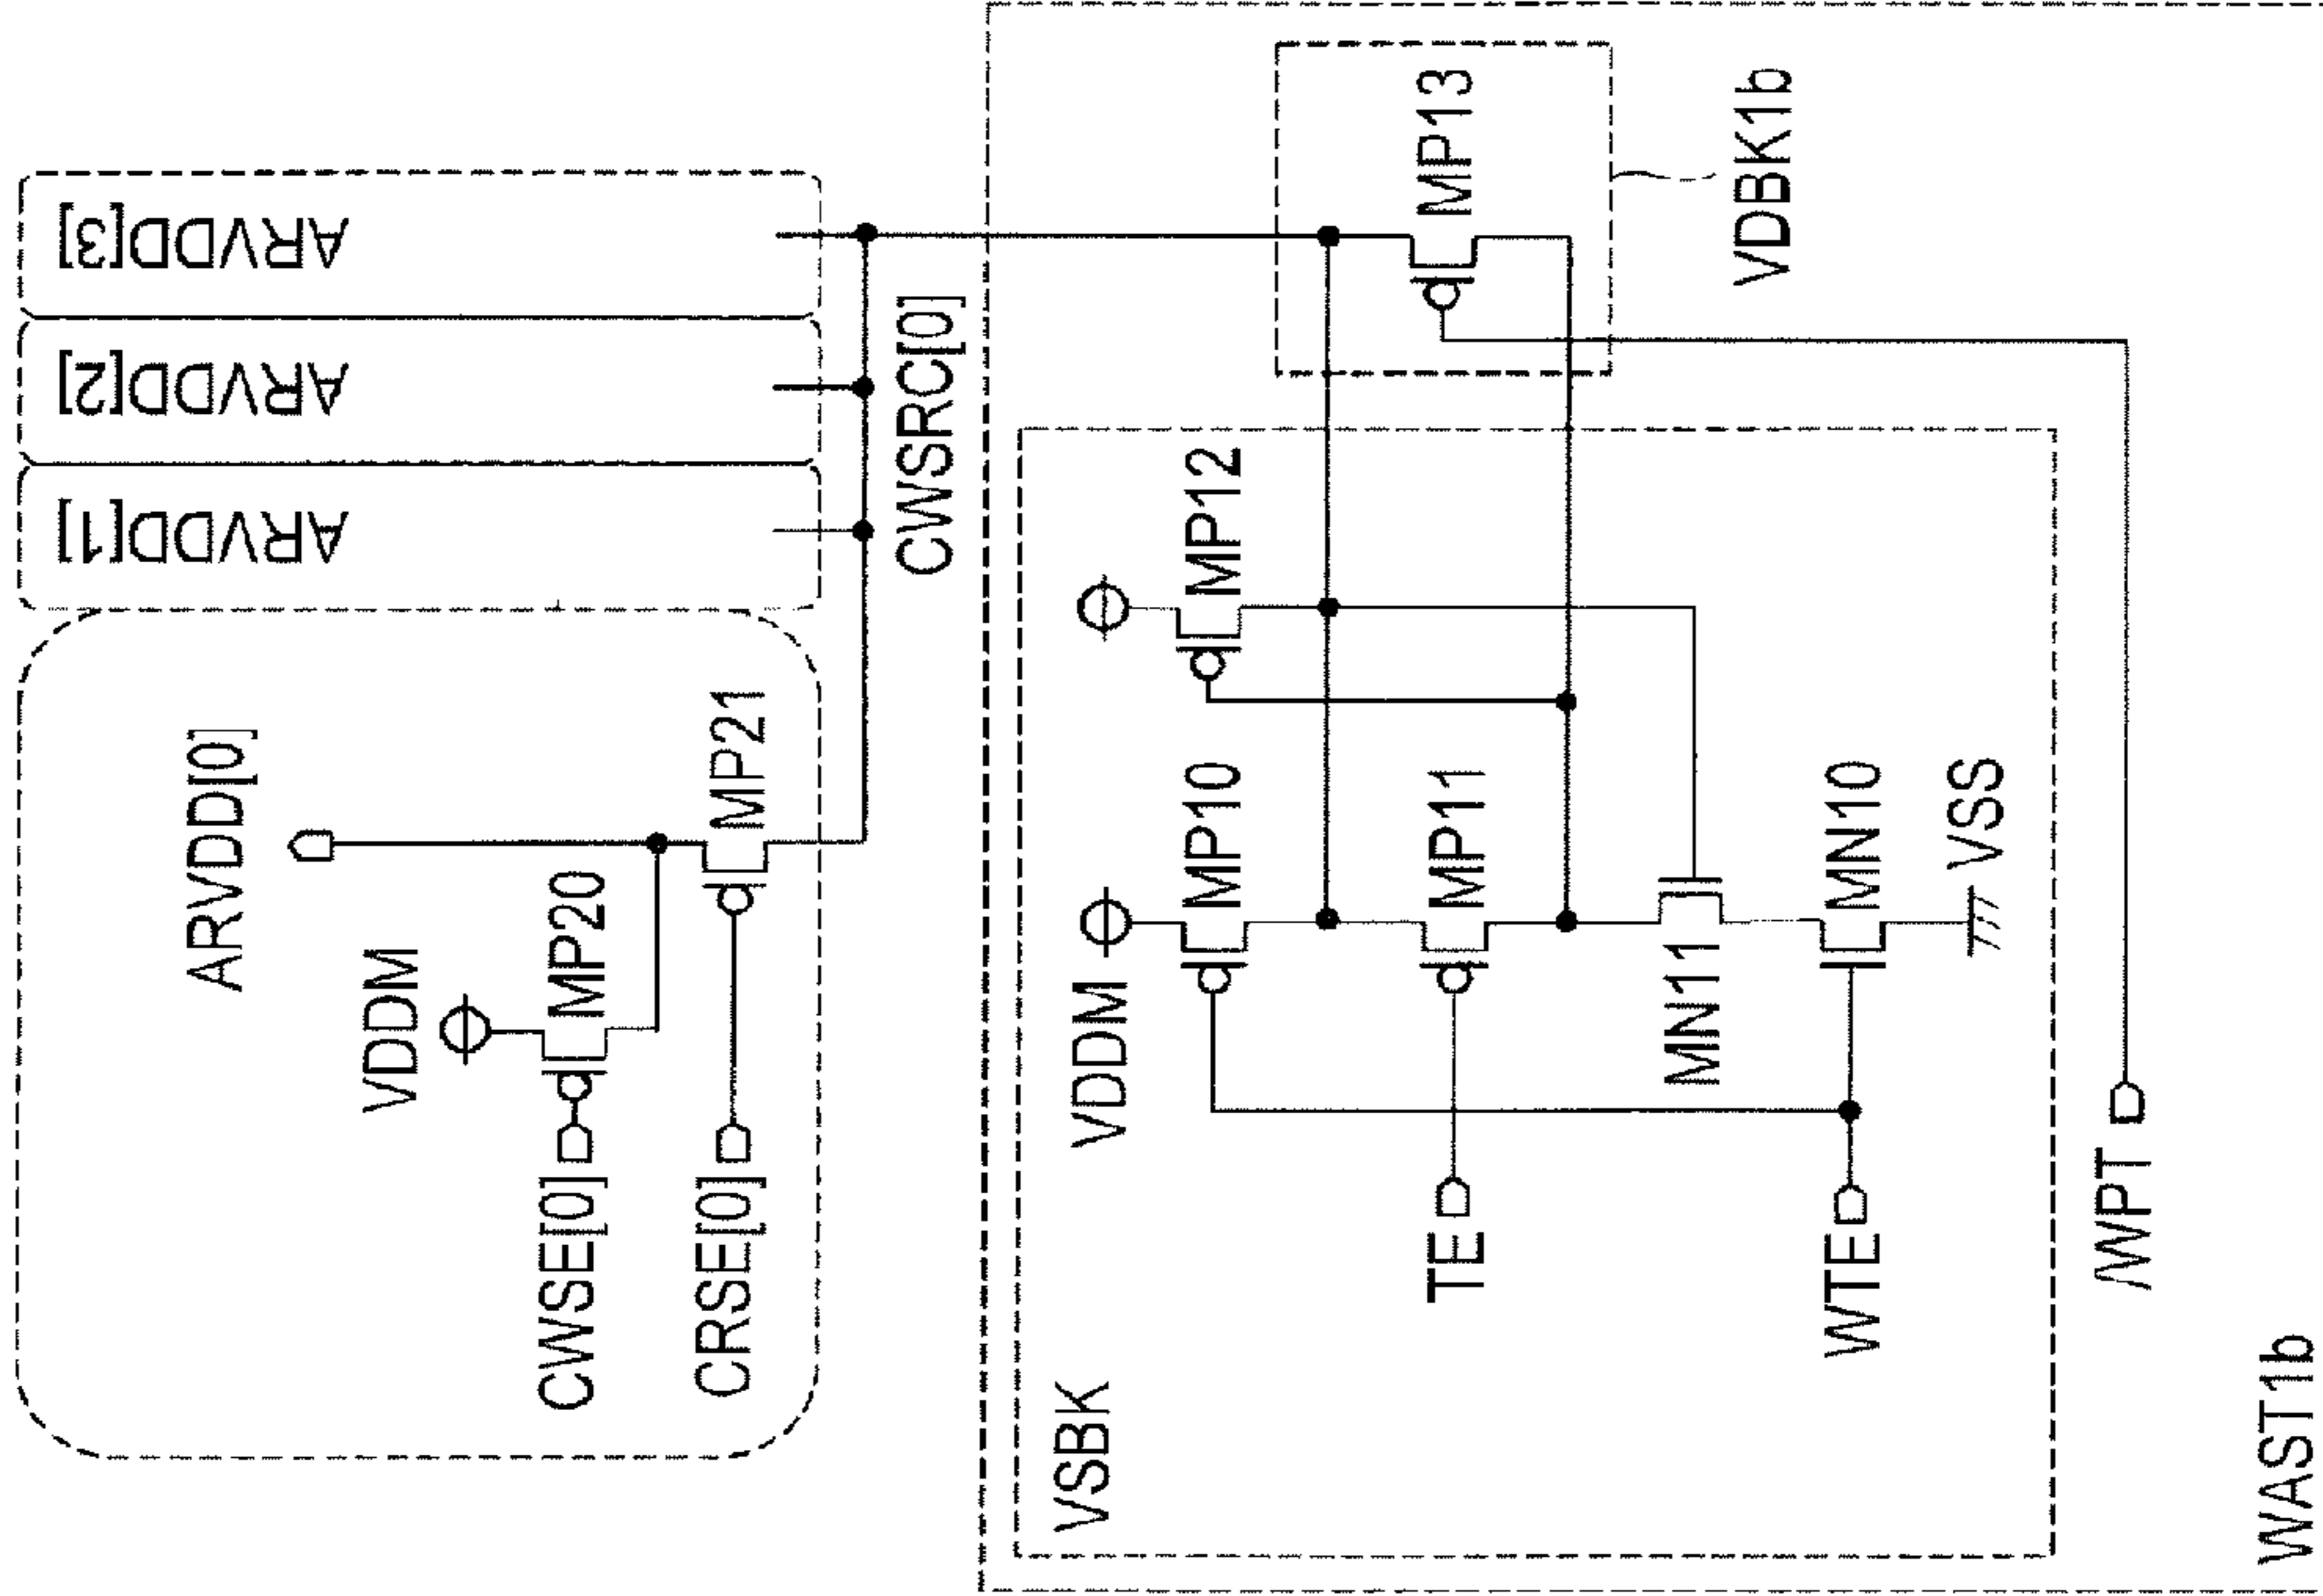 ARVDD[0]
VDDM
MP20
CWSE[0]
CRSE[0]
MP21
ARVDD[1]
ARVDD[2]
ARVDD[3]
CWSRC[0]
VSBK
VDDM
MP10
MP12
MP13
TE
MP11
VDBK1b
MN11
WTE
MN10
VSS
/WPT
WAST1b